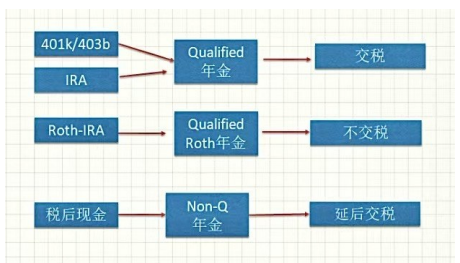 401k/403b
IRA
Qualified
年金
交税
Roth-IRA
Qualified
Roth年金
不交税
税后现金
Non-Q
年金
延后交税